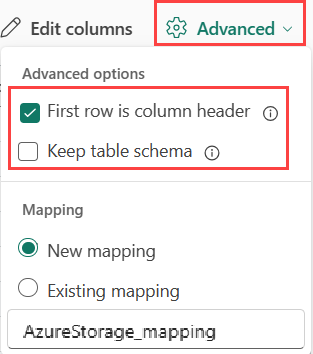 Edit columns
Advanced
Advanced options
First row is column header
Keep table schema
Mapping
New mapping
Existing mapping
AzureStorage_mapping